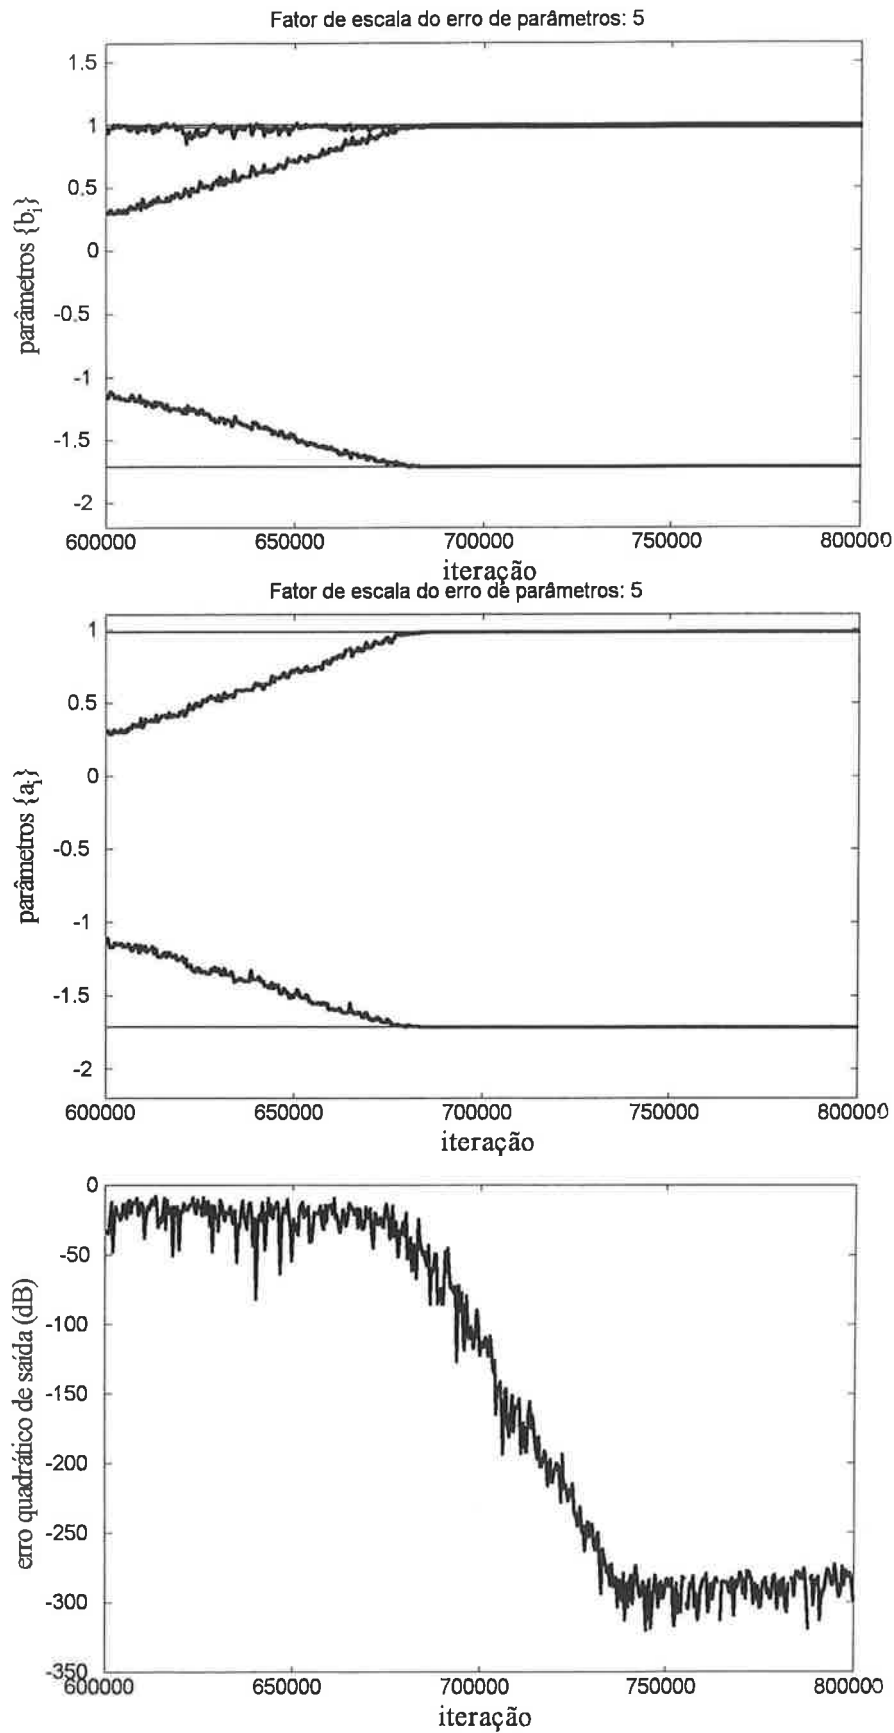 Fator de escala do erro de parâmetros: 5
1.5
1
0.5
0
-0.5
-1
-1.5
-2
parâmetros {bi}
600000 650000 700000 750000 800000
iteração
Fator de escala do erro de parâmetros: 5
1
0.5
0
-0.5
-1
-1.5
-2
parâmetros {ai}
600000 650000 700000 750000 800000
iteração
0
-50
-100
-150
-200
-250
-300
-350
erro quadrático de saída (dB)
600000 650000 700000 750000 800000
iteração